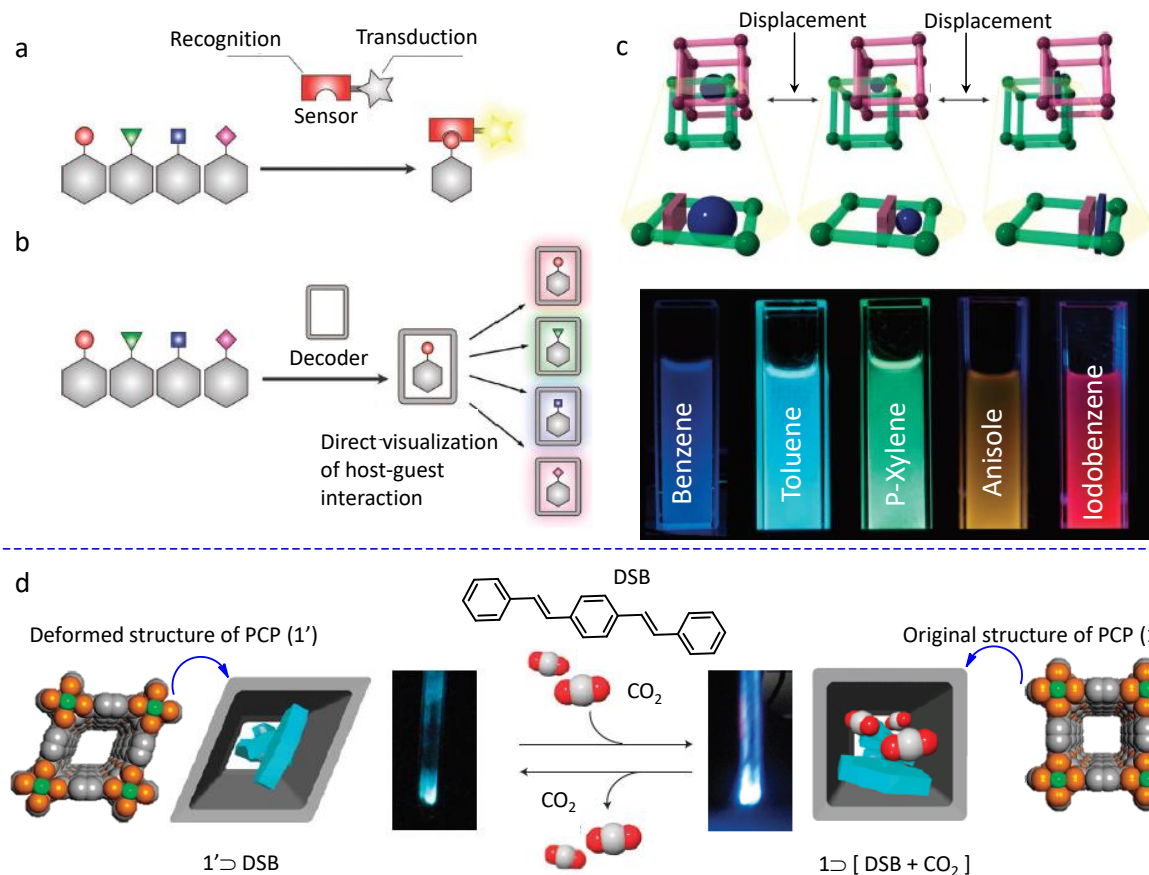 a
Recognition
Transduction
Sensor
b
Decoder
Direct visualization
of host-guest
interaction
c
Displacement
Displacement
Benzene
Toluene
P-Xylene
Anisole
Iodobenzene
d
DSB
Deformed structure of PCP (1')
Original structure of PCP (1
CO₂
CO₂
1'⊃ DSB
1⊃ [ DSB + CO₂ ]